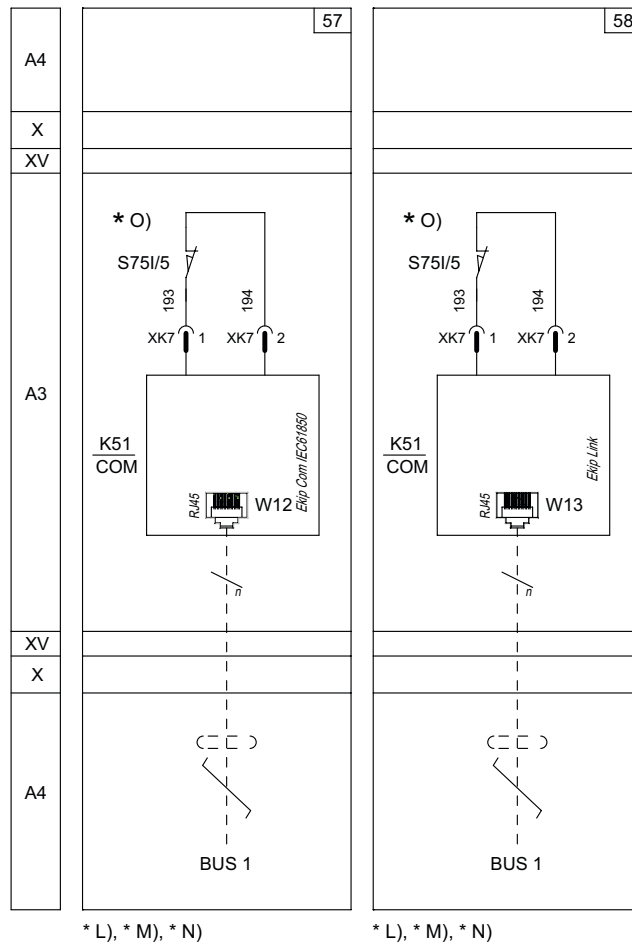 A4
X
XV
A3
XV
X
A4
57
* O)
S75I/5
193
194
XK7 1
XK7 2
K51
COM
Ekip Com IEC61850
RJ45
W12
n
BUS 1
* L), * M), * N)
58
* O)
S75I/5
193
194
XK7 1
XK7 2
K51
COM
Ekip Link
RJ45
W13
n
BUS 1
* L), * M), * N)